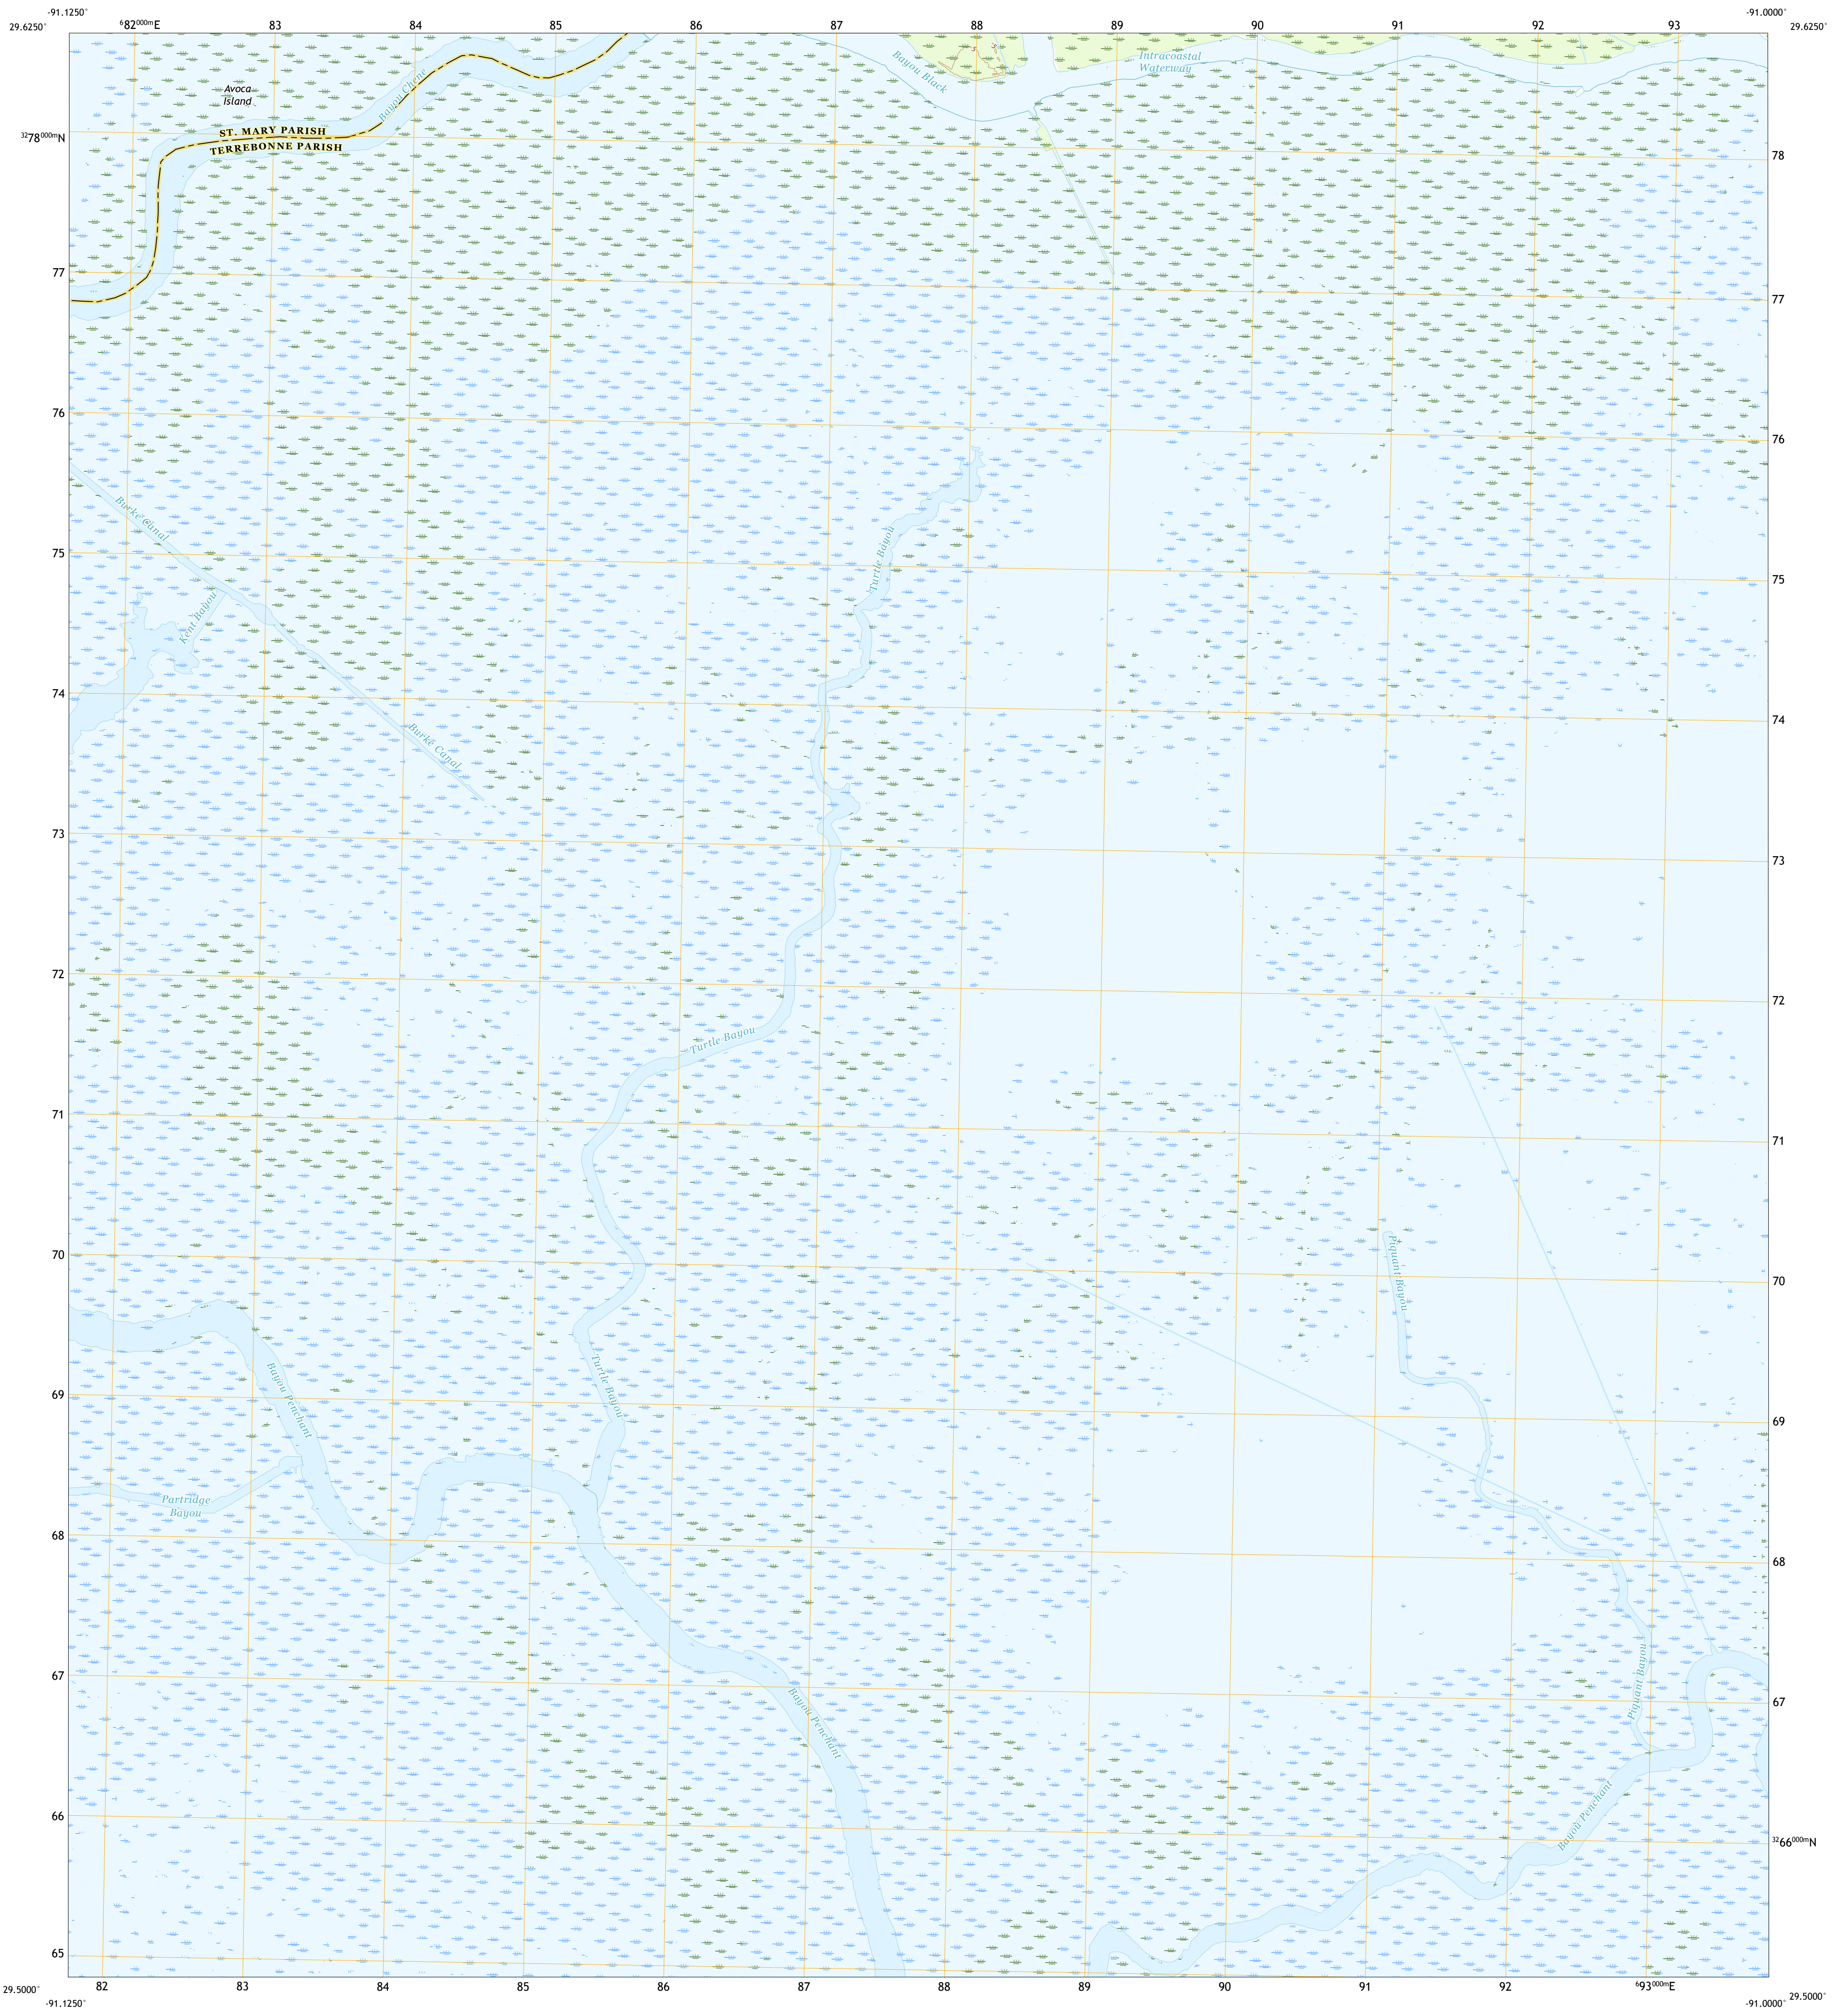 -91.1250°
-91.0000°
29.6250°
⁶82⁰⁰⁰ᵐE
83
84
85
86
87
88
89
90
91
92
93
29.6250°
Avoca
Island
Bayou Chene
Bayou Black
Intracoastal
Waterway
5
5
ST. MARY PARISH
TERREBONNE PARISH
³²78⁰⁰⁰ᵐN
78
77
77
76
76
Burke Canal
Turtle Bayou
75
75
Kent Bayou
74
74
Burke Canal
73
73
72
72
Turtle Bayou
71
71
Piquant Bayou
70
70
Bayou Penchant
Turtle Bayou
69
69
Partridge
Bayou
68
68
67
67
Piquant Bayou
Bayou Penchant
Bayou Penchant
66
³²66⁰⁰⁰ᵐN
65
29.5000°
82
83
84
85
86
87
88
89
90
91
92
⁶93⁰⁰⁰ᵐE
29.5000°
-91.1250°
-91.0000°